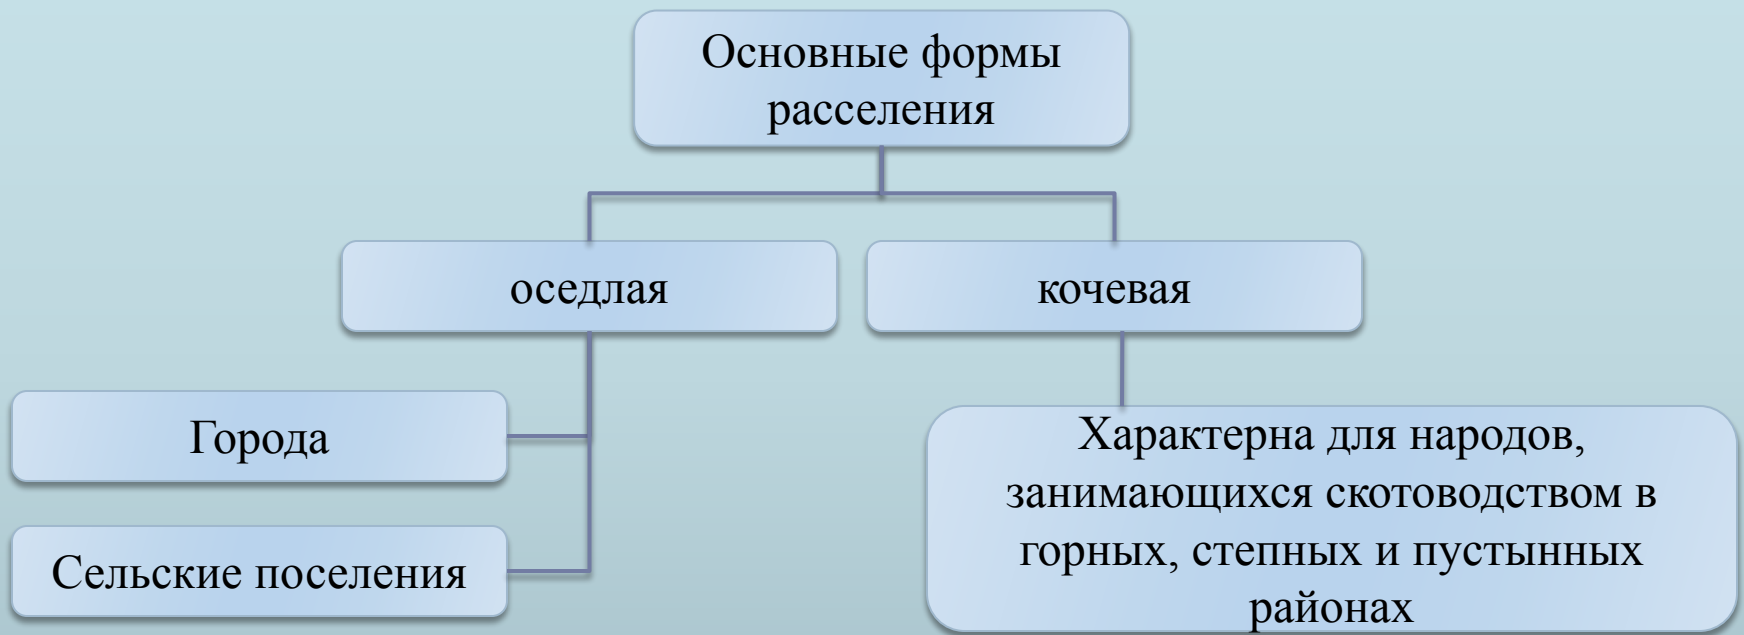 Основные формы
расселения
оседлая
кочевая
Города
Сельские поселения
Характерна для народов,
занимающихся скотоводством в
горных, степных и пустынных
районах